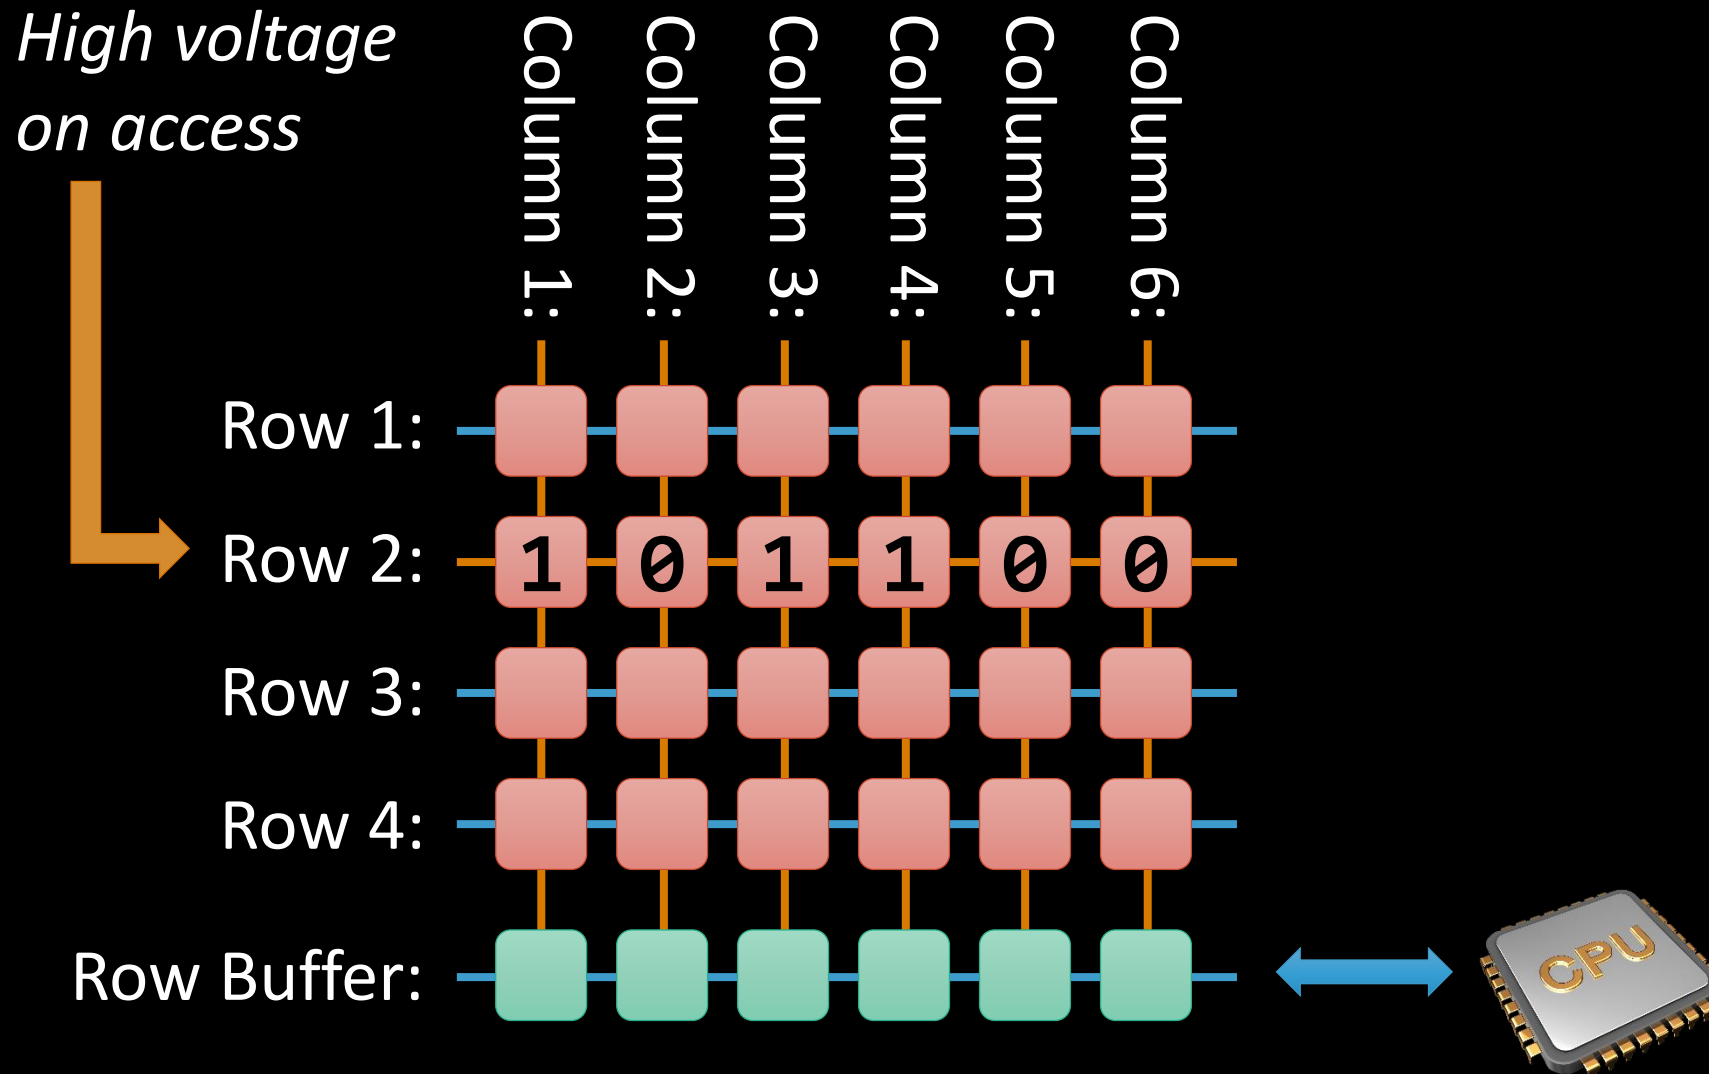 High voltage
on access
Column 1:
Column 2:
Column 3:
Column 4:
Column 5:
Column 6:
Row 1:
Row 2: 1 0 1 1 0 0
Row 3:
Row 4:
Row Buffer:
CPU